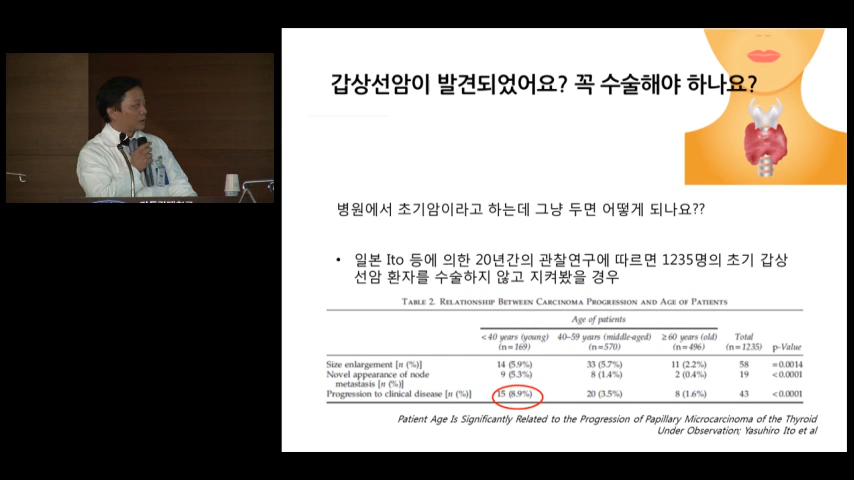 갑상선암이 발견되었어요? 꼭 수술해야 하나요?
병원에서 초기암이라고 하는데 그냥 두면 어떻게 되나요??
• 일본 Ito 등에 의한 20년간의 관찰연구에 따르면 1235명의 초기 갑상
선암 환자를 수술하지 않고 지켜봤을 경우
TABLE 2. RELATIONSHIP BETWEEN CARCINOMA PROGRESSION AND AGE OF PATIENTS
Age of patients
<40 years (young) 40–59 years (middle-aged) ≥60 years (old) Total
(n=169) (n=570) (n=496) (n=1235) p-Value
Size enlargement [n (%)] 14 (5.9%) 33 (5.7%) 11 (2.2%) 58 =0.0014
Novel appearance of node 9 (5.3%) 8 (1.4%) 2 (0.4%) 19 <0.0001
metastasis [n (%)]
Progression to clinical disease [n (%)] 15 (8.9%) 20 (3.5%) 8 (1.6%) 43 <0.0001
Patient Age Is Significantly Related to the Progression of Papillary Microcarcinoma of the Thyroid
Under Observation; Yasuhiro Ito et al